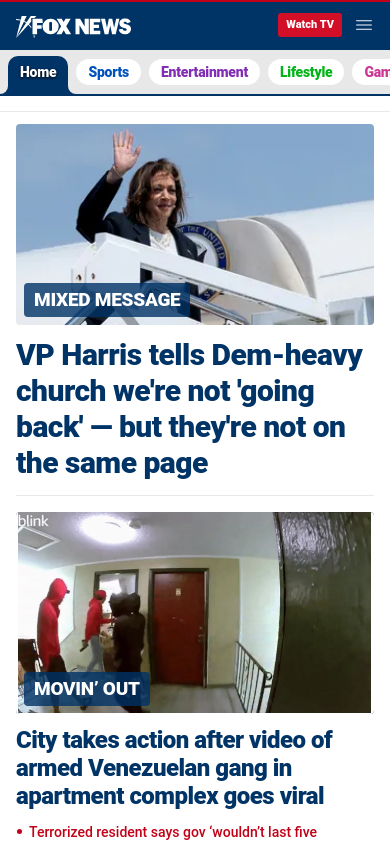 FOX NEWS
Watch TV
Home
Sports
Entertainment
Lifestyle
Gam
MIXED MESSAGE
VP Harris tells Dem-heavy
church we're not 'going
back' — but they're not on
the same page
blink
MOVIN’ OUT
City takes action after video of
armed Venezuelan gang in
apartment complex goes viral
Terrorized resident says gov ‘wouldn’t last five